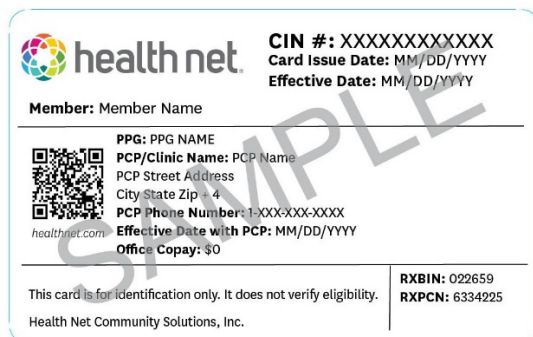 health net.
CIN #: XXXXXXXXXXXX
Card Issue Date: MM/DD/YYYY
Effective Date: MM/DD/YYYY
Member: Member Name
PPG: PPG NAME
PCP/Clinic Name: PCP Name
PCP Street Address
City State Zip + 4
PCP Phone Number: 1-XXX-XXX-XXXX
Effective Date with PCP: MM/DD/YYYY
Office Copay: $0
healthnet.com
SAMPLE
This card is for identification only. It does not verify eligibility.
Health Net Community Solutions, Inc.
RXBIN: 022659
RXPCN: 6334225